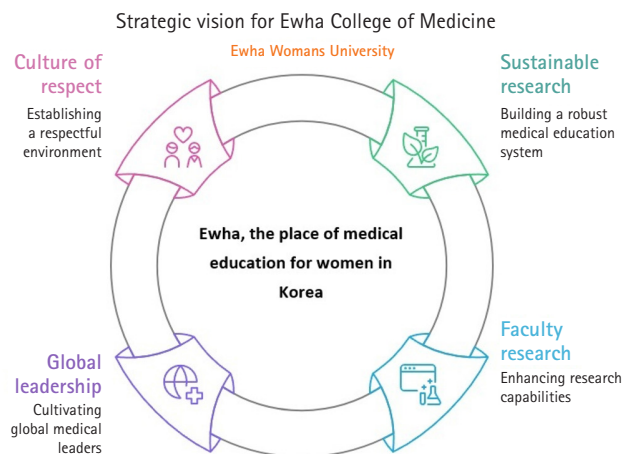 Strategic vision for Ewha College of Medicine
Ewha Womans University
Culture of
respect
Establishing
a respectful
environment
Sustainable
research
Building a robust
medical education
system
Ewha, the place of medical
education for women in
Korea
Global
leadership
Cultivating
global medical
leaders
Faculty
research
Enhancing research
capabilities